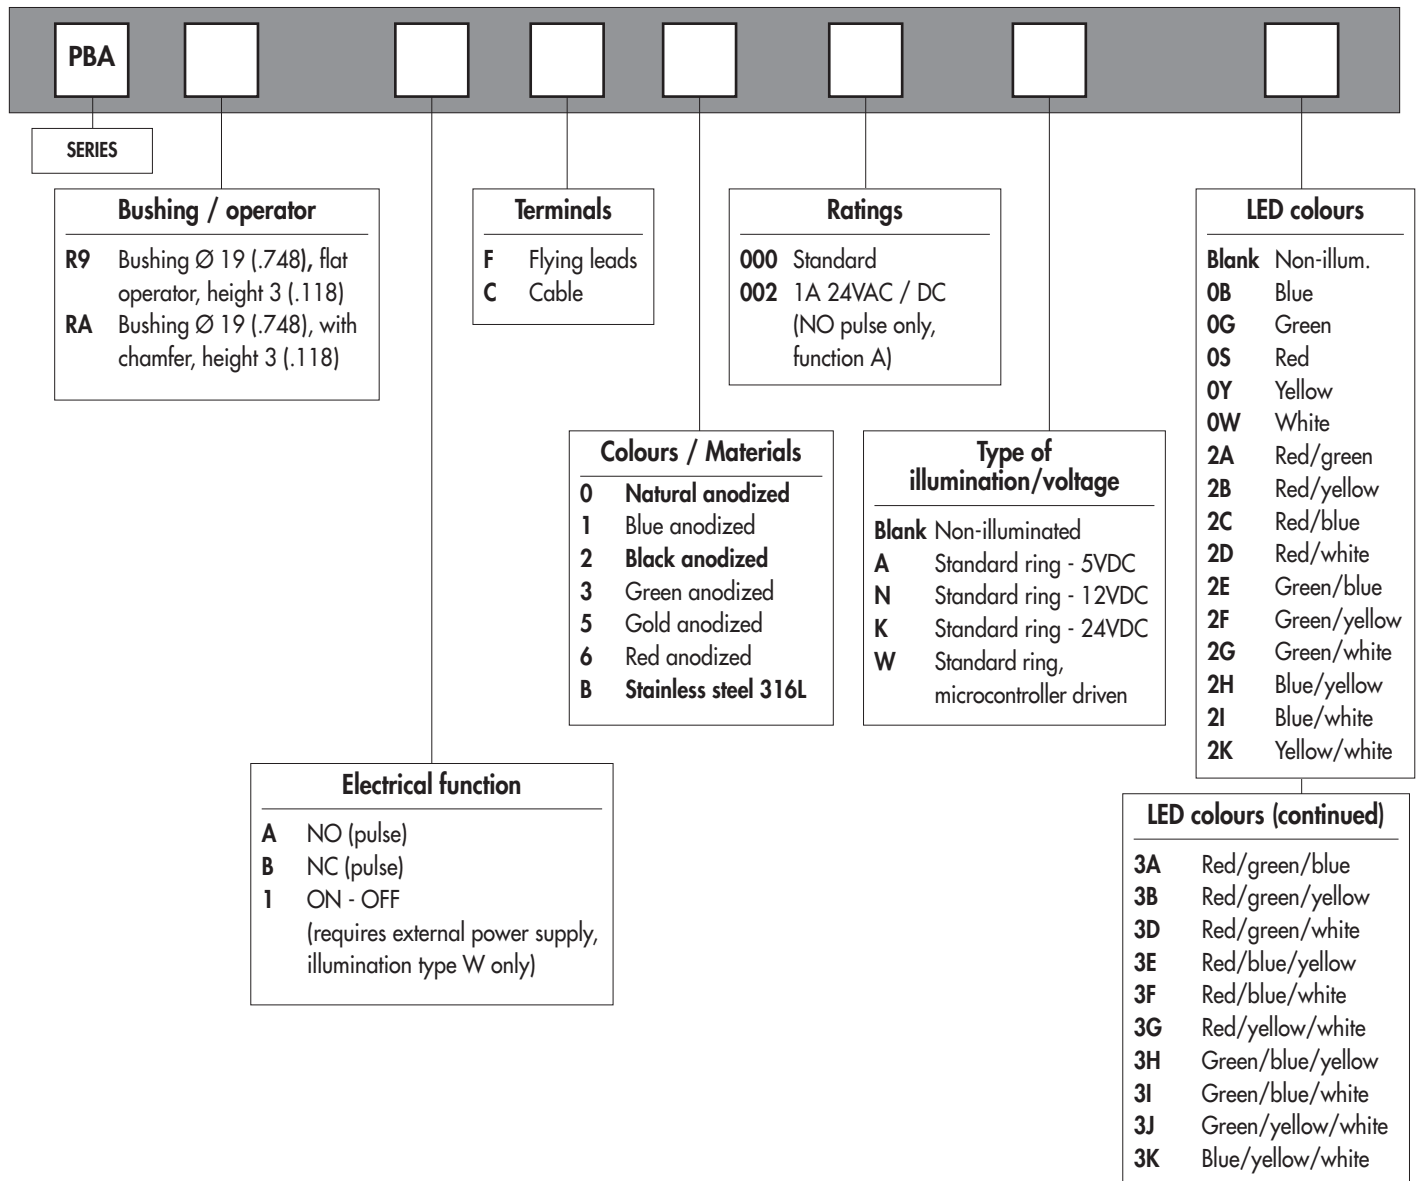 PBA
SERIES
Bushing / operator
R9 Bushing Ø 19 (.748), flat
operator, height 3 (.118)
RA Bushing Ø 19 (.748), with
chamfer, height 3 (.118)
Terminals
F Flying leads
C Cable
Ratings
000 Standard
002 1A 24VAC / DC
(NO pulse only,
function A)
LED colours
Blank Non-illum.
0B Blue
0G Green
0S Red
0Y Yellow
0W White
2A Red/green
2B Red/yellow
2C Red/blue
2D Red/white
2E Green/blue
2F Green/yellow
2G Green/white
2H Blue/yellow
2I Blue/white
2K Yellow/white
Colours / Materials
0 Natural anodized
1 Blue anodized
2 Black anodized
3 Green anodized
5 Gold anodized
6 Red anodized
B Stainless steel 316L
Type of
illumination/voltage
Blank Non-illuminated
A Standard ring - 5VDC
N Standard ring - 12VDC
K Standard ring - 24VDC
W Standard ring,
microcontroller driven
Electrical function
A NO (pulse)
B NC (pulse)
1 ON - OFF
(requires external power supply,
illumination type W only)
LED colours (continued)
3A Red/green/blue
3B Red/green/yellow
3D Red/green/white
3E Red/blue/yellow
3F Red/blue/white
3G Red/yellow/white
3H Green/blue/yellow
3I Green/blue/white
3J Green/yellow/white
3K Blue/yellow/white